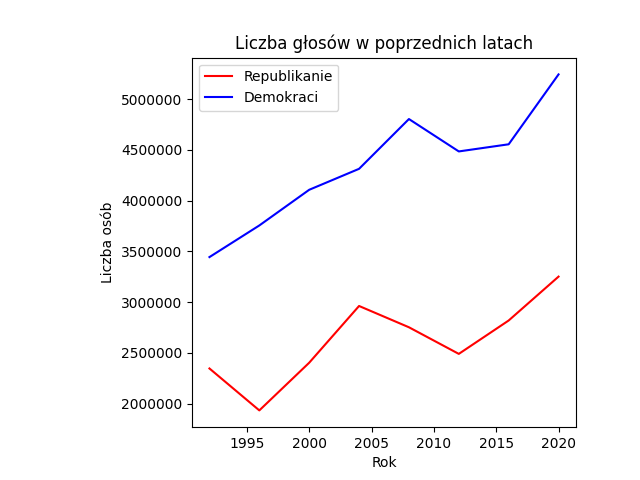 Liczba głosów w poprzednich latach
Republikanie
Demokraci
5000000
4500000
4000000
3500000
3000000
2500000
2000000
Liczba osób
1995 2000 2005 2010 2015 2020
Rok